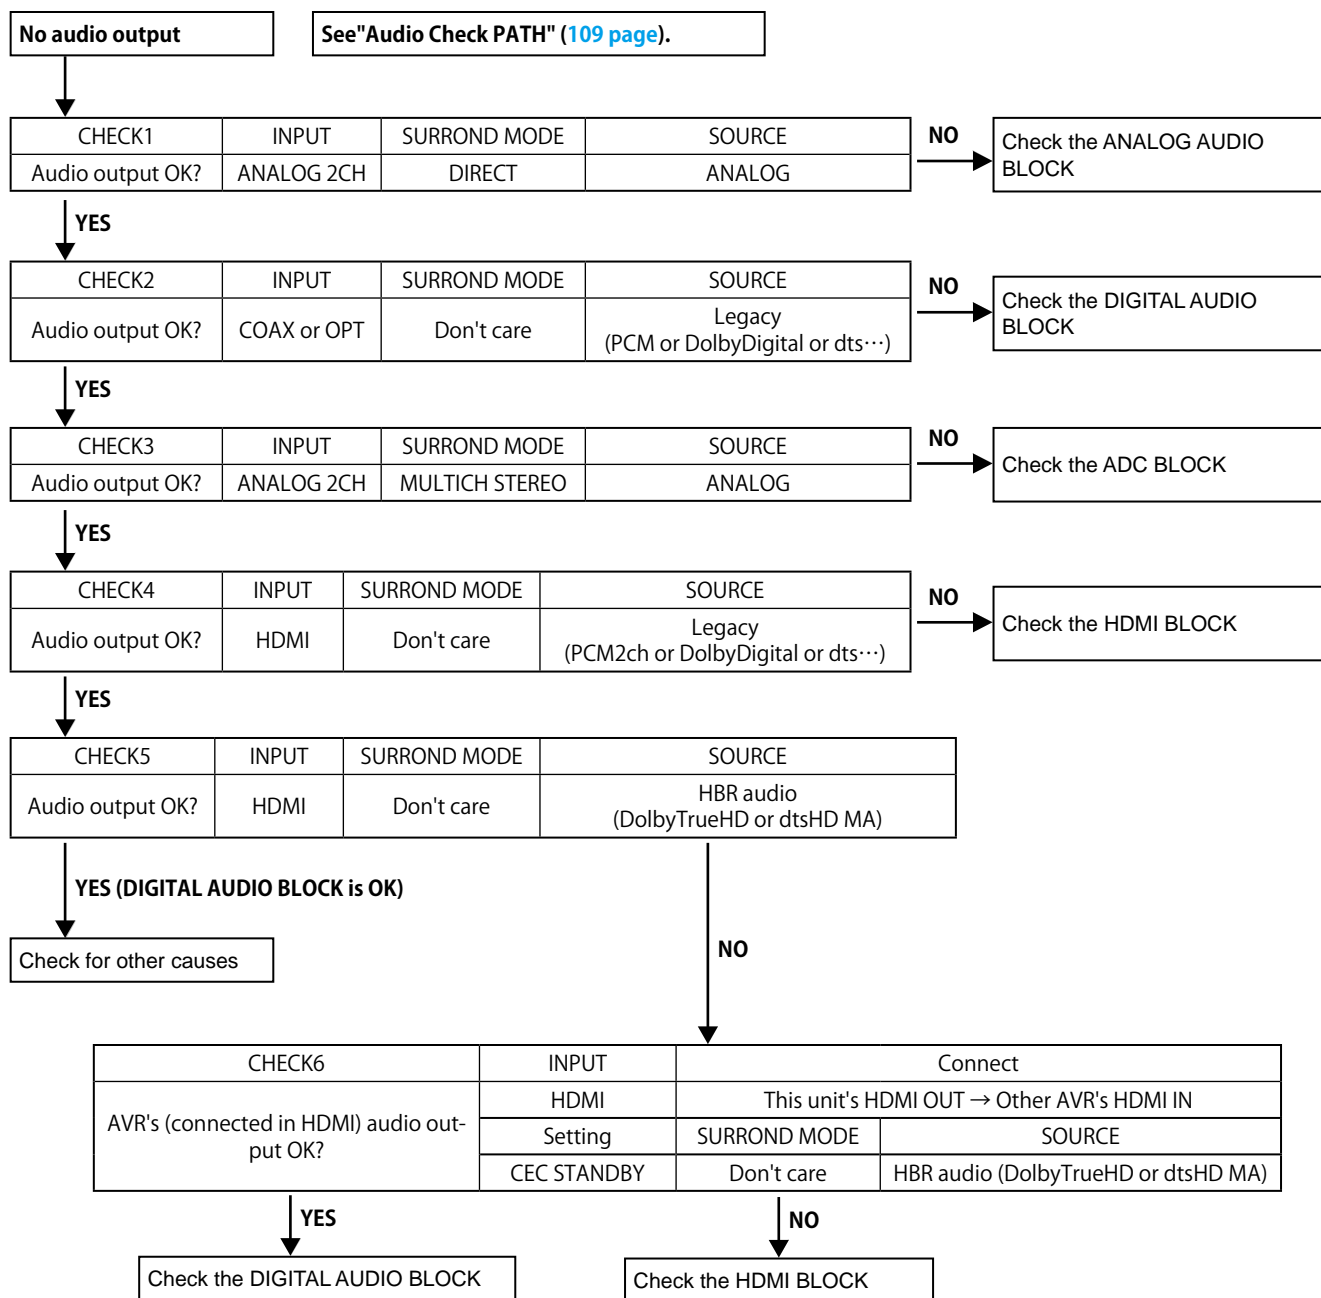 No audio output
See"Audio Check PATH" (109 page).
CHECK1 INPUT SURROND MODE SOURCE
Audio output OK? ANALOG 2CH DIRECT ANALOG
NO
Check the ANALOG AUDIO
BLOCK
YES
CHECK2 INPUT SURROND MODE SOURCE
Audio output OK? COAX or OPT Don't care Legacy
(PCM or DolbyDigital or dts⋯)
NO
Check the DIGITAL AUDIO
BLOCK
YES
CHECK3 INPUT SURROND MODE SOURCE
Audio output OK? ANALOG 2CH MULTICH STEREO ANALOG
NO
Check the ADC BLOCK
YES
CHECK4 INPUT SURROND MODE SOURCE
Audio output OK? HDMI Don't care Legacy
(PCM2ch or DolbyDigital or dts⋯)
NO
Check the HDMI BLOCK
YES
CHECK5 INPUT SURROND MODE SOURCE
Audio output OK? HDMI Don't care HBR audio
(DolbyTrueHD or dtsHD MA)
YES (DIGITAL AUDIO BLOCK is OK)
Check for other causes
NO
CHECK6 INPUT Connect
AVR's (connected in HDMI) audio out-
put OK?
HDMI This unit's HDMI OUT → Other AVR's HDMI IN
Setting SURROND MODE SOURCE
CEC STANDBY Don't care HBR audio (DolbyTrueHD or dtsHD MA)
YES
NO
Check the DIGITAL AUDIO BLOCK
Check the HDMI BLOCK